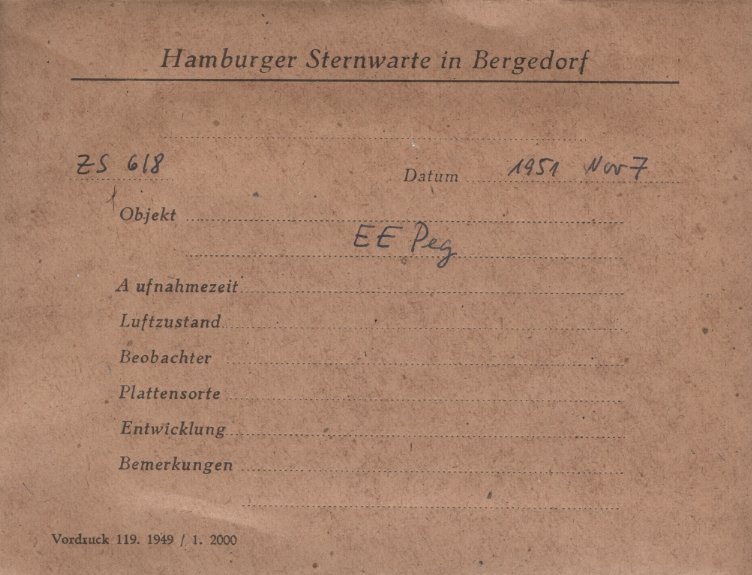 Hamburger Sternwarte in Bergedorf
ZS 618 Datum 1951 Nov 7
Objekt
EE Peg
Aufnahmezeit
Luftzustand
Beobachter
Plattensorte
Entwicklung
Bemerkungen
Vordruck 119. 1949 / 1. 2000